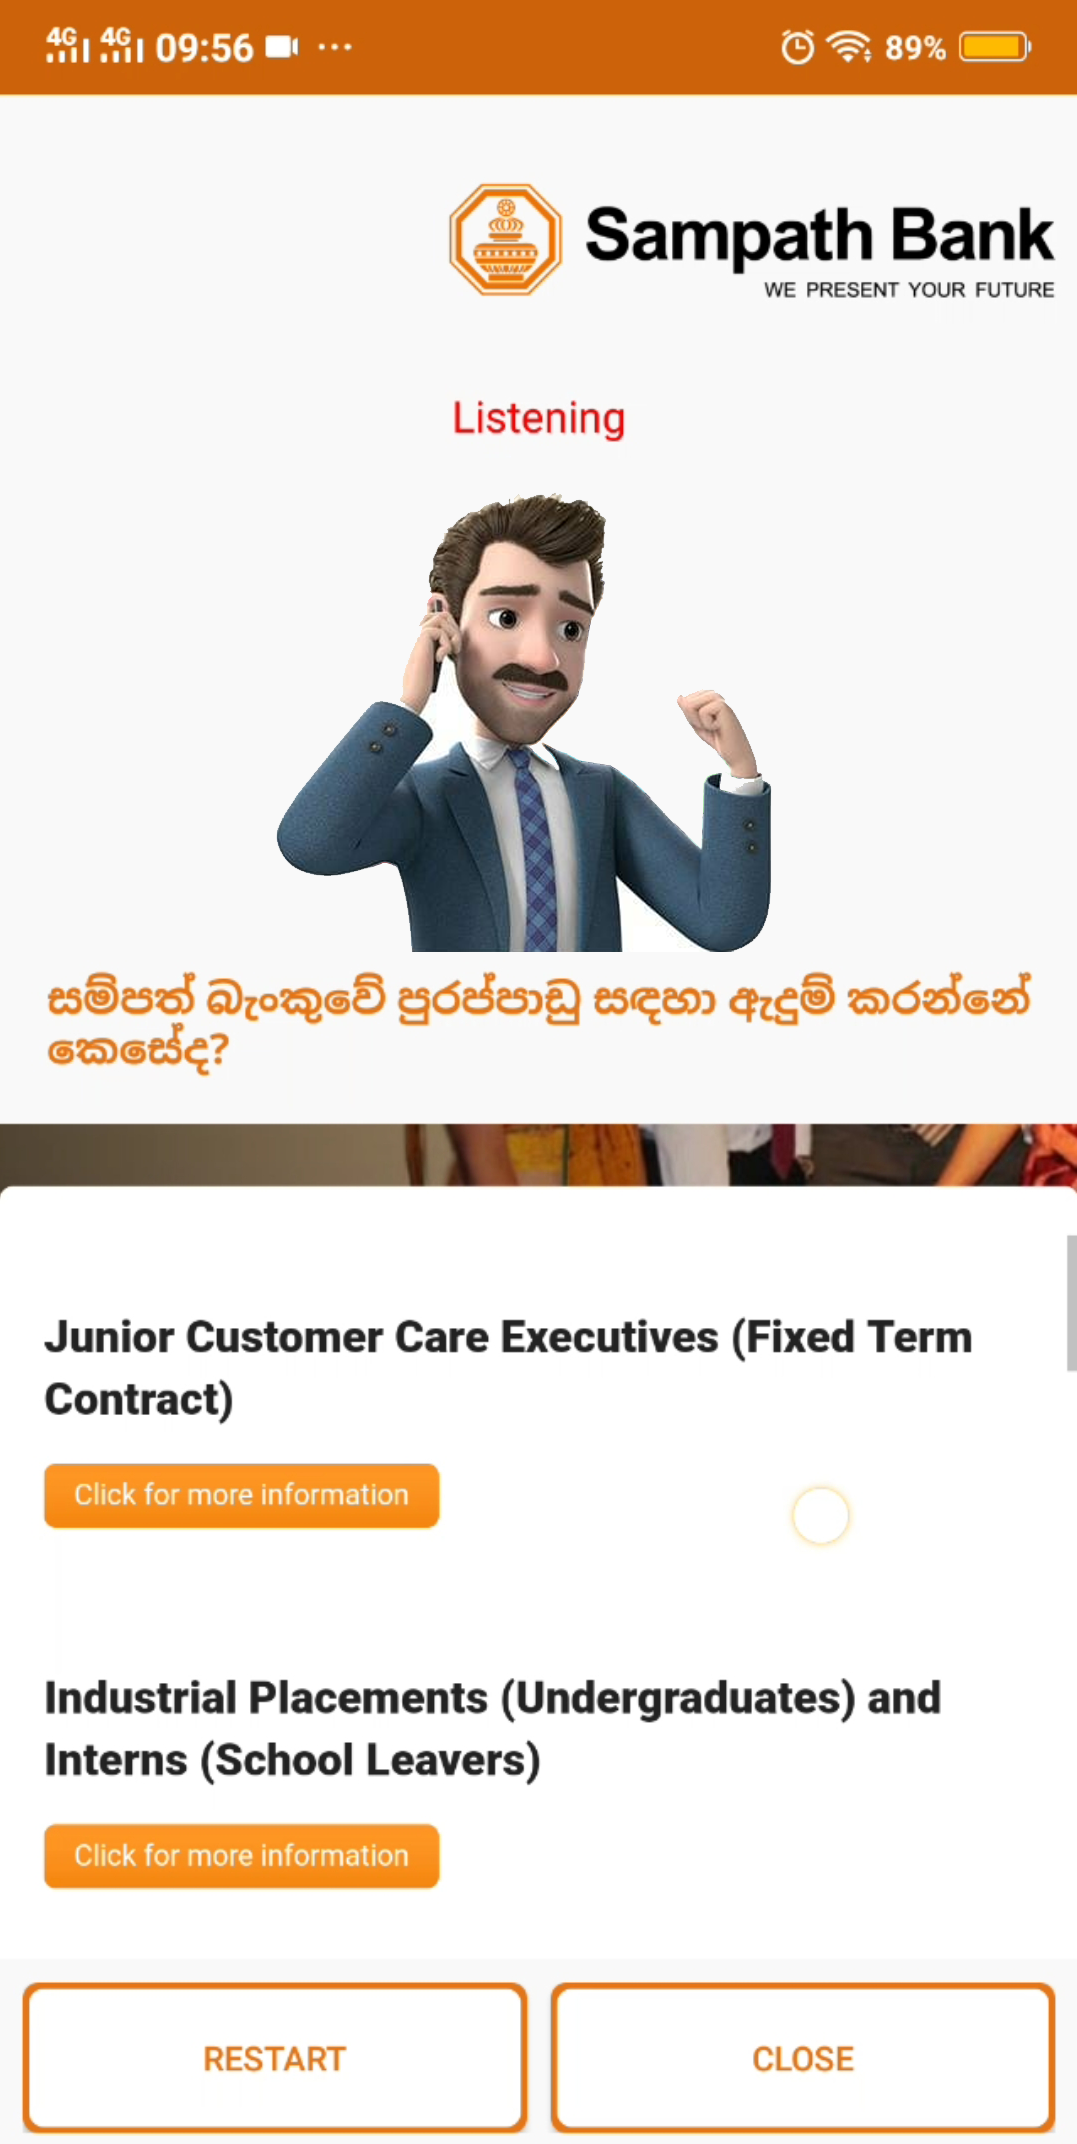 4G 4G 09:56 ... 89%
Sampath Bank
WE PRESENT YOUR FUTURE
Listening
සම්පත් බැංකුවේ පුරප්පාඩු සඳහා ඇදුම් කරන්නේ
කෙසේද?
Junior Customer Care Executives (Fixed Term
Contract)
Click for more information
Industrial Placements (Undergraduates) and
Interns (School Leavers)
Click for more information
RESTART CLOSE